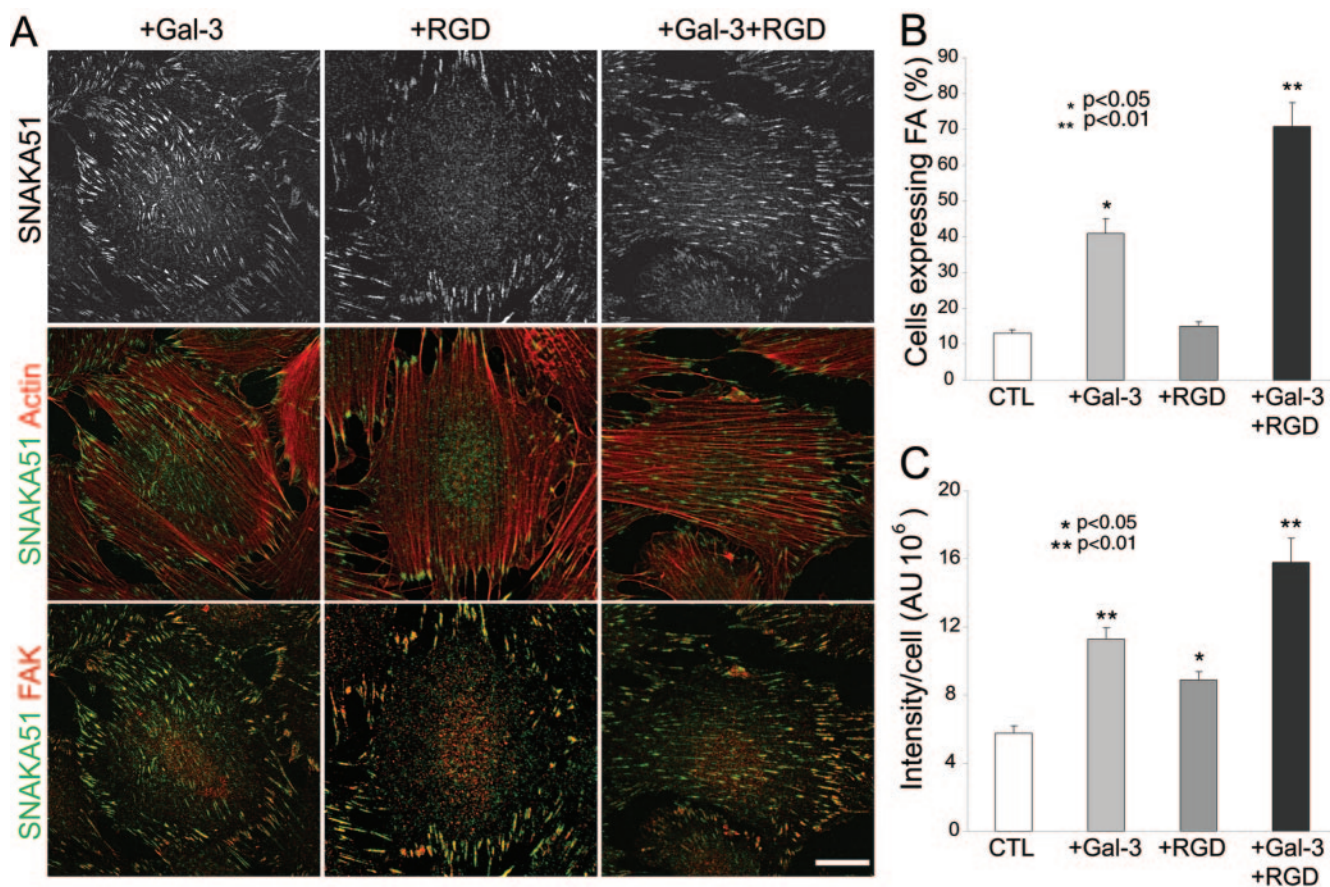 A
+Gal-3
+RGD
+Gal-3+RGD
SNAKA51
SNAKA51 Actin
SNAKA51 FAK
B
Cells expressing FA (%)
90
80
70
60
50
40
30
20
10
0
* p<0.05
** p<0.01
*
**
CTL
+Gal-3
+RGD
+Gal-3
+RGD
C
Intensity/cell (AU 10⁶)
20
16
12
8
4
0
* p<0.05
** p<0.01
**
*
**
CTL
+Gal-3
+RGD
+Gal-3
+RGD